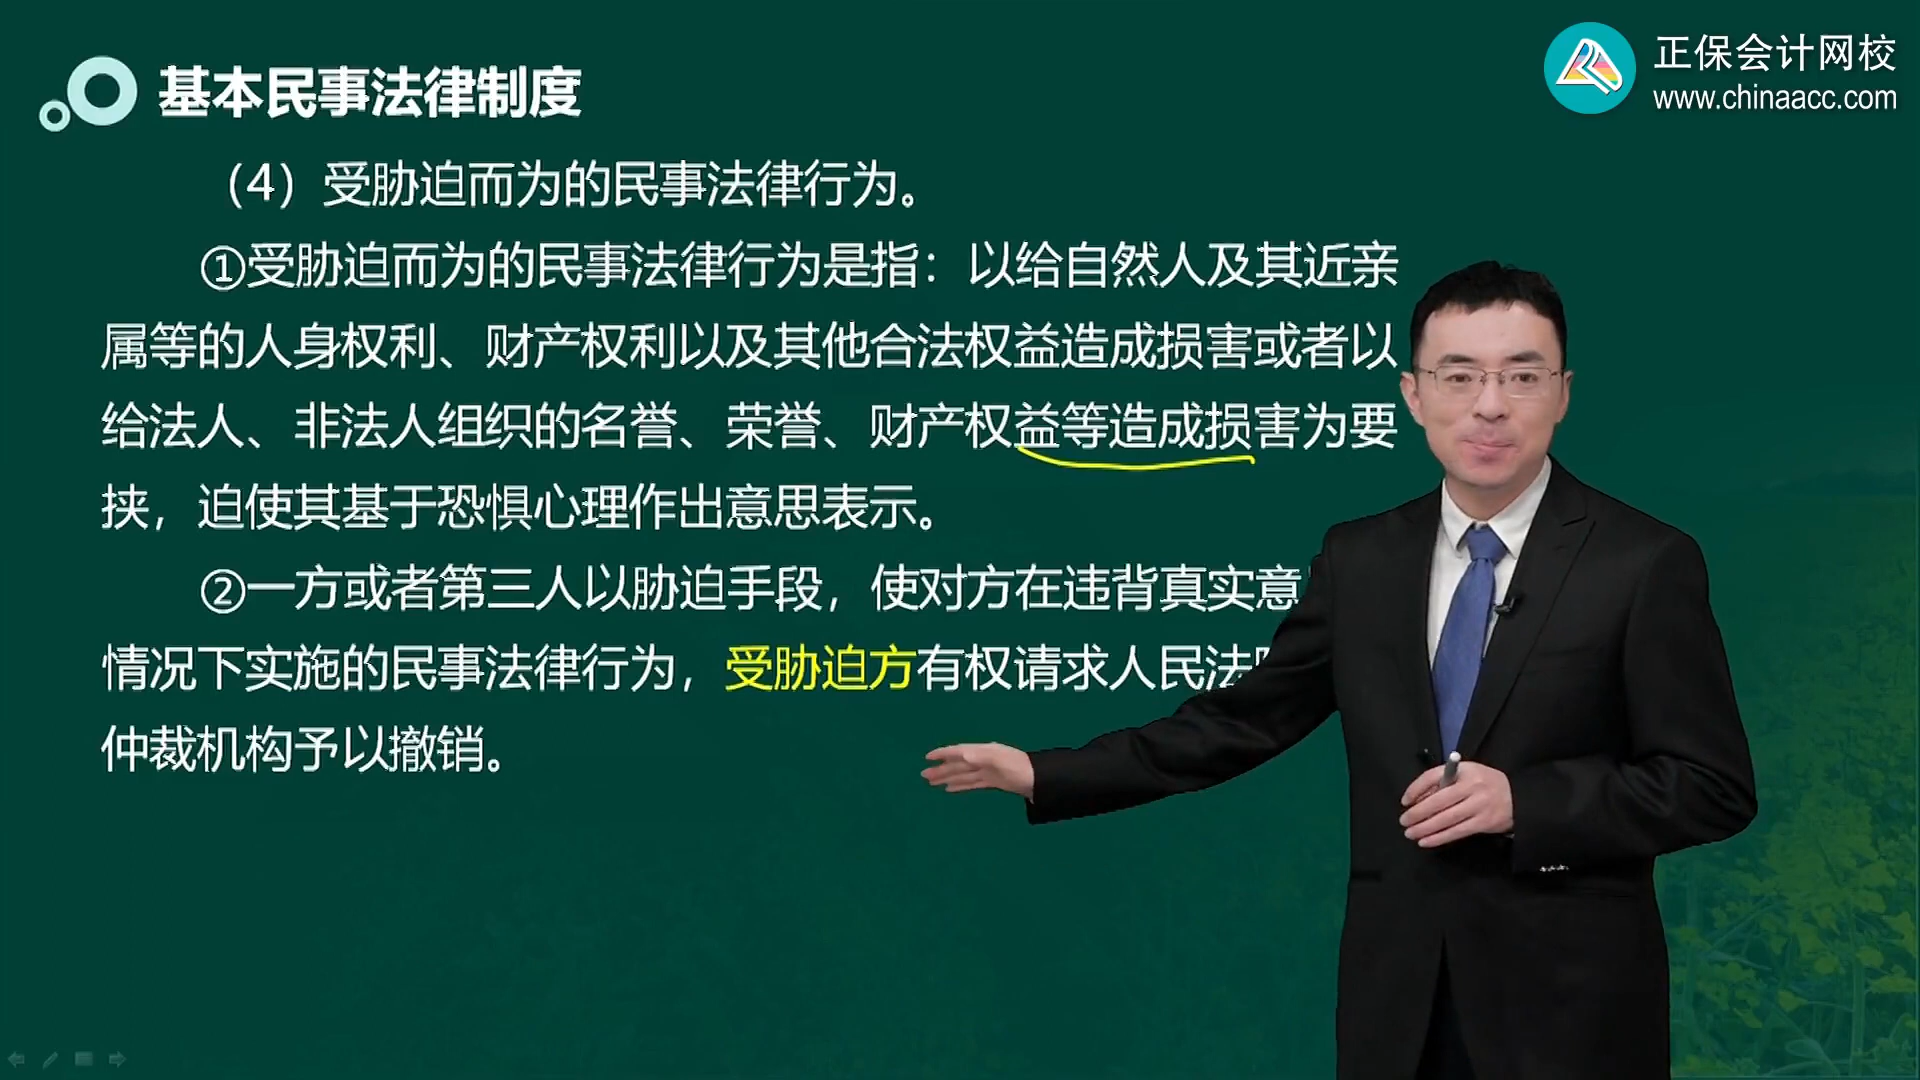 基本民事法律制度
正保会计网校
www.chinaacc.com
（4）受胁迫而为的民事法律行为。
①受胁迫而为的民事法律行为是指：以给自然人及其近亲
属等的人身权利、财产权利以及其他合法权益造成损害或者以
给法人、非法人组织的名誉、荣誉、财产权益等造成损害为要
挟，迫使其基于恐惧心理作出意思表示。
②一方或者第三人以胁迫手段，使对方在违背真实意
情况下实施的民事法律行为，受胁迫方有权请求人民法
仲裁机构予以撤销。